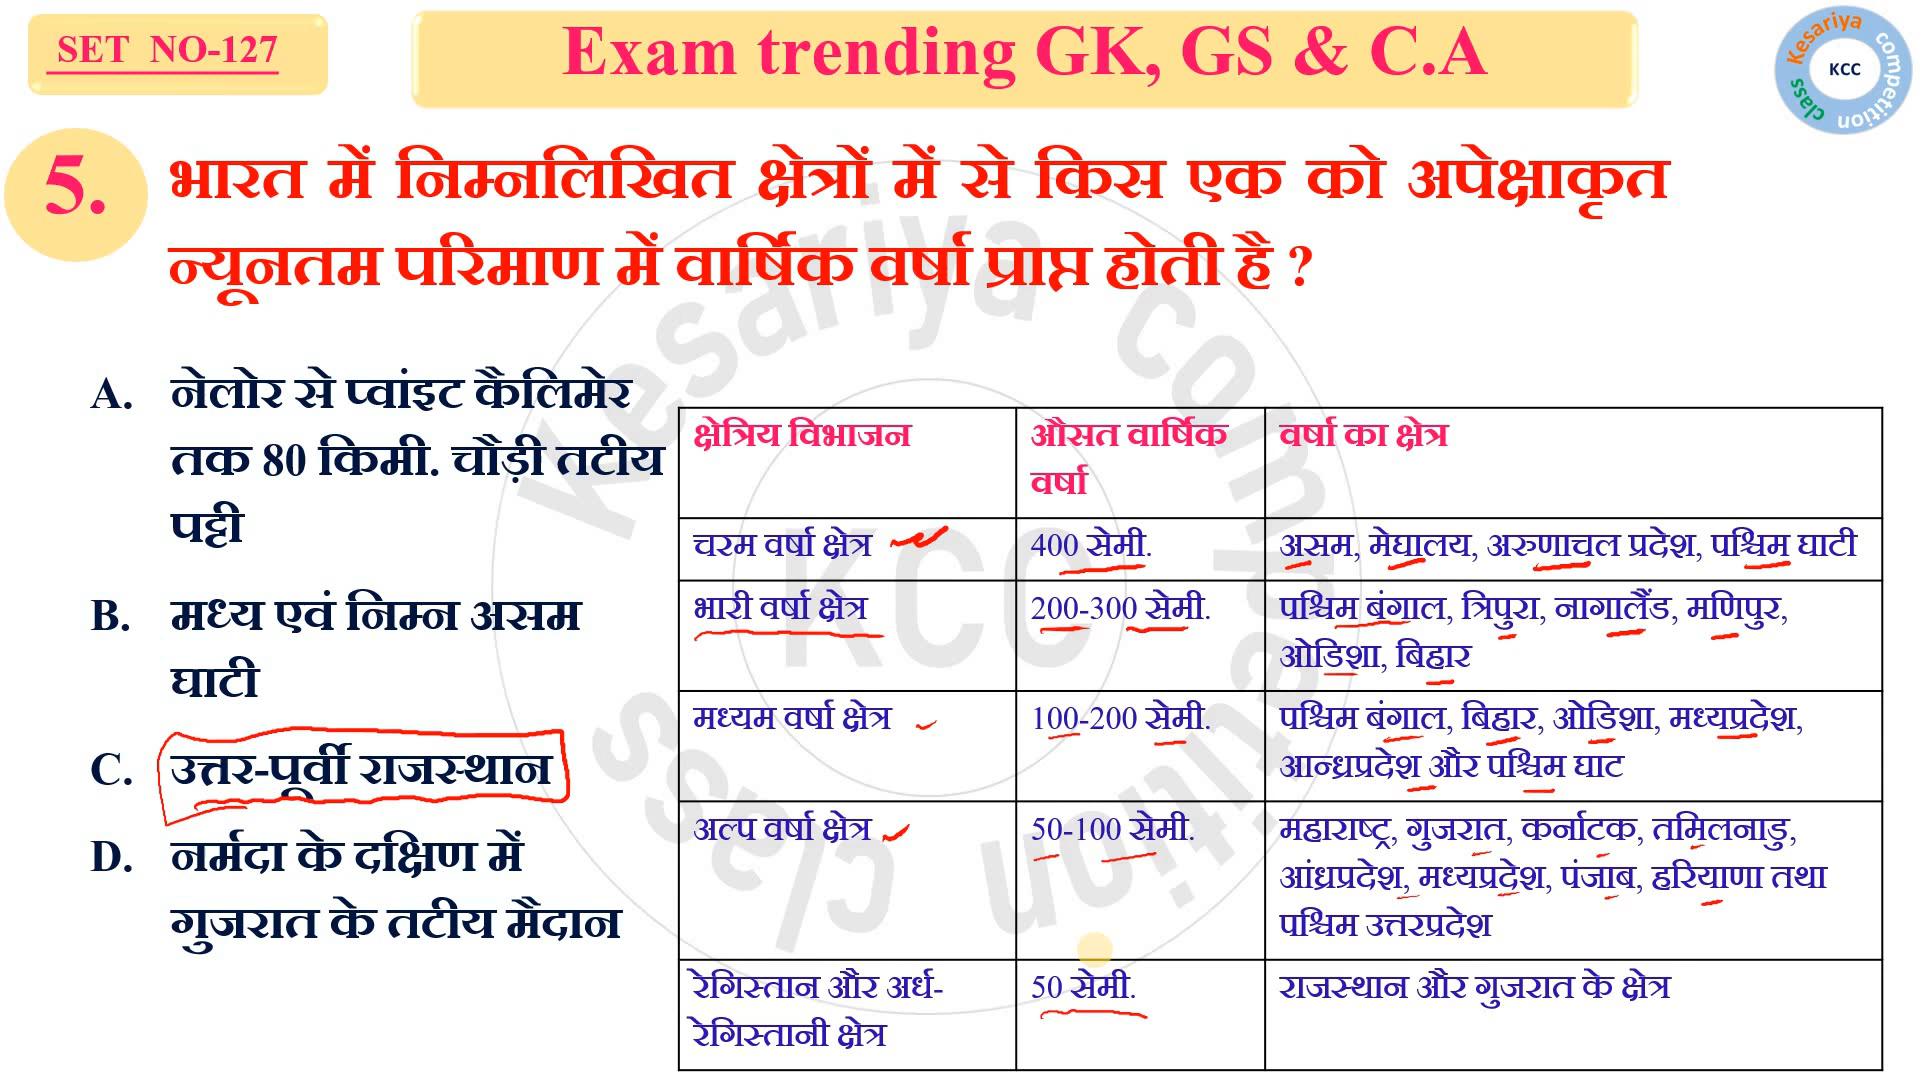 SET NO-127
Exam trending GK, GS & C.A
Kesariya competition class
KCC
5.
भारत में निम्नलिखित क्षेत्रों में से किस एक को अपेक्षाकृत
न्यूनतम परिमाण में वार्षिक वर्षा प्राप्त होती है ?
A. नेलोर से प्वांइट कैलिमेर
तक 80 किमी. चौड़ी तटीय
पट्टी
B. मध्य एवं निम्न असम
घाटी
C. उत्तर-पूर्वी राजस्थान
D. नर्मदा के दक्षिण में
गुजरात के तटीय मैदान
क्षेत्रिय विभाजन
औसत वार्षिक
वर्षा
वर्षा का क्षेत्र
चरम वर्षा क्षेत्र
400 सेमी.
असम, मेघालय, अरुणाचल प्रदेश, पश्चिम घाटी
भारी वर्षा क्षेत्र
200-300 सेमी.
पश्चिम बंगाल, त्रिपुरा, नागालैंड, मणिपुर,
ओडिशा, बिहार
मध्यम वर्षा क्षेत्र
100-200 सेमी.
पश्चिम बंगाल, बिहार, ओडिशा, मध्यप्रदेश,
आन्ध्रप्रदेश और पश्चिम घाट
अल्प वर्षा क्षेत्र
50-100 सेमी.
महाराष्ट्र, गुजरात, कर्नाटक, तमिलनाडु,
आंध्रप्रदेश, मध्यप्रदेश, पंजाब, हरियाणा तथा
पश्चिम उत्तरप्रदेश
रेगिस्तान और अर्ध-
रेगिस्तानी क्षेत्र
50 सेमी.
राजस्थान और गुजरात के क्षेत्र
Kesariya competition class
KCC